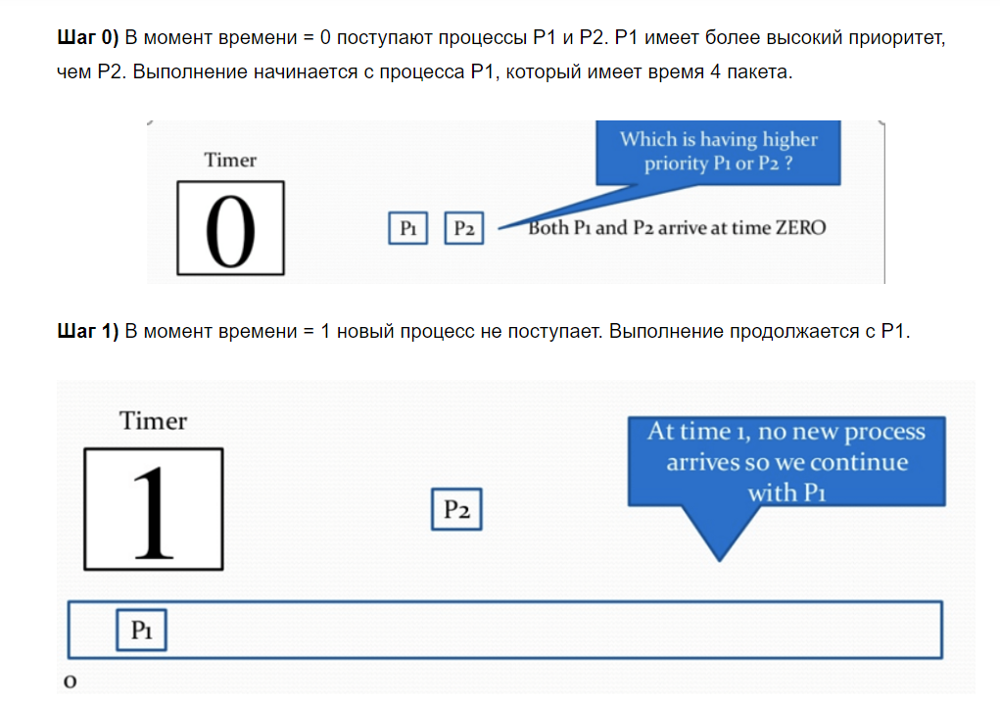 Шаг 0) В момент времени = 0 поступают процессы P1 и P2. P1 имеет более высокий приоритет,
чем P2. Выполнение начинается с процесса P1, который имеет время 4 пакета.
Which is having higher
priority P1 or P2 ?
Timer
0
P1
P2
Both P1 and P2 arrive at time ZERO
Шаг 1) В момент времени = 1 новый процесс не поступает. Выполнение продолжается с P1.
Timer
1
P2
At time 1, no new process
arrives so we continue
with P1
P1
0